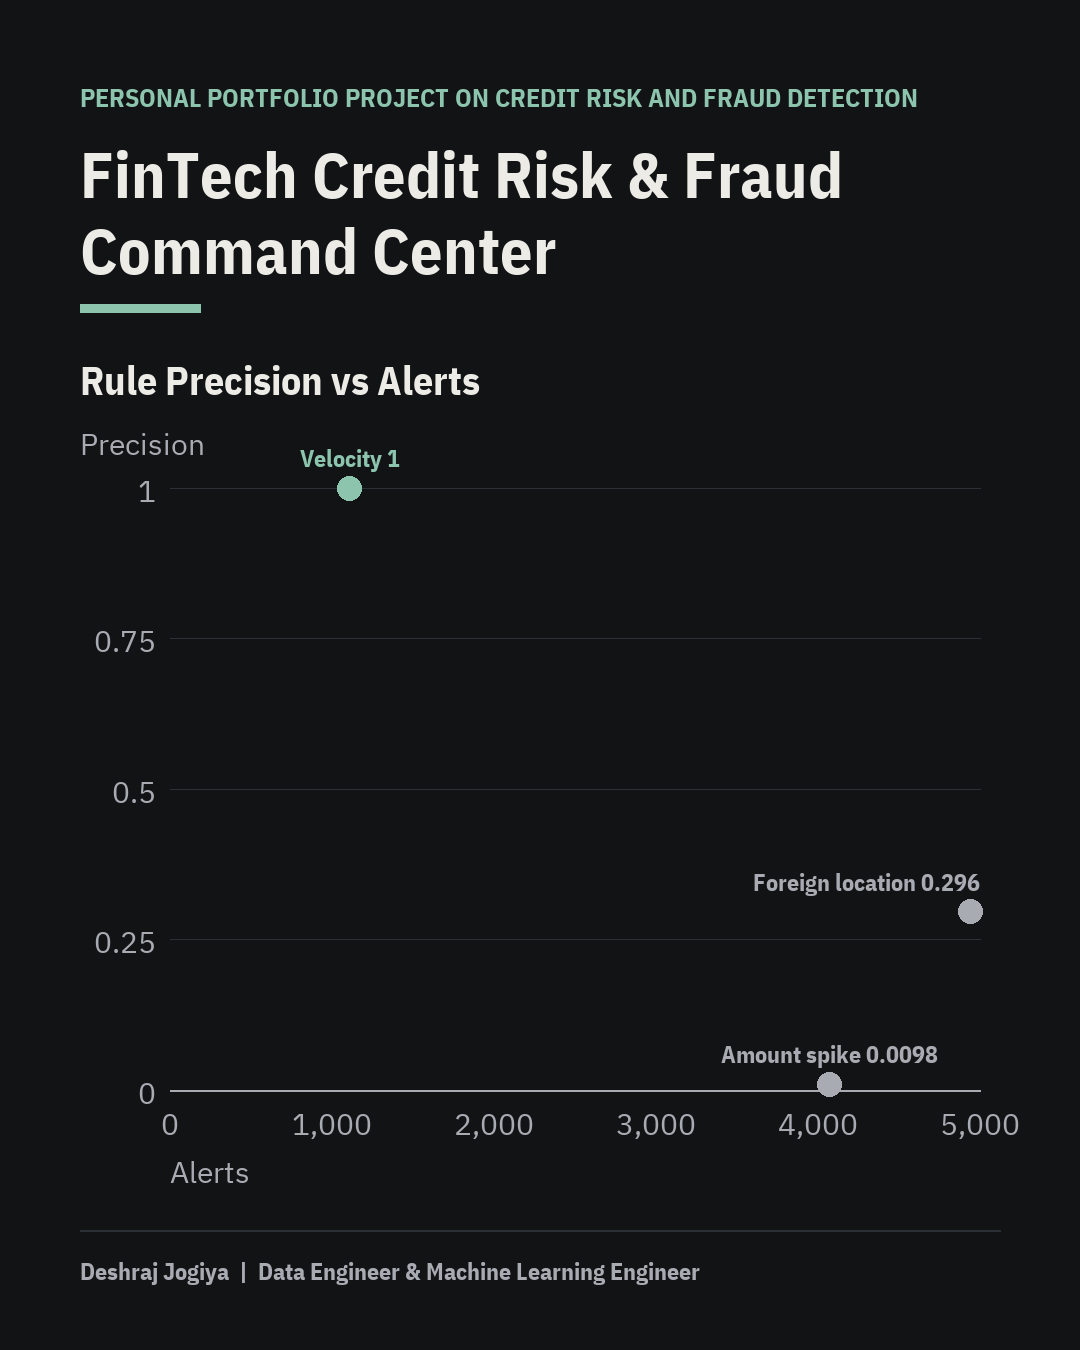 PERSONAL PORTFOLIO PROJECT ON CREDIT RISK AND FRAUD DETECTION
FinTech Credit Risk & Fraud
Command Center
Rule Precision vs Alerts
Precision
Velocity 1
1
0.75
0.5
Foreign location 0.296
0.25
Amount spike 0.0098
0
0 1,000 2,000 3,000 4,000 5,000
Alerts
Deshraj Jogiya | Data Engineer & Machine Learning Engineer